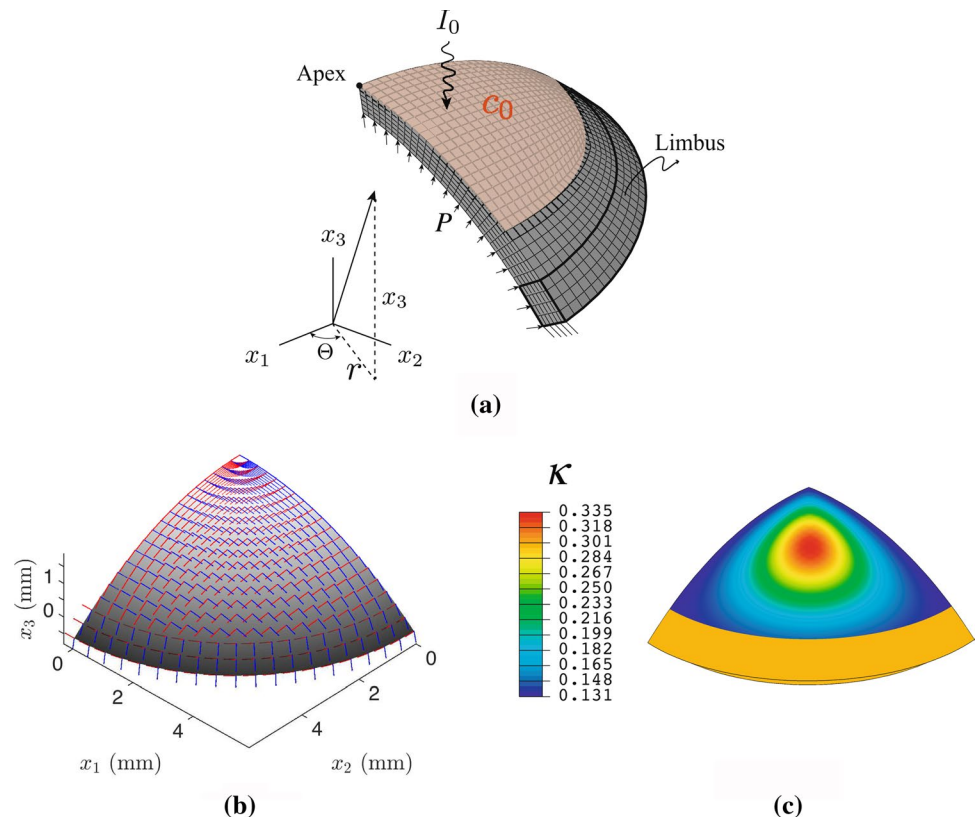 I₀
Apex
c₀
Limbus
P
x₃
x₃
x₁
Θ
r
x₂
(a)
x₃ (mm)
1
0
0
2
4
x₁ (mm)
0
2
4
x₂ (mm)
(b)
κ
0.335
0.318
0.301
0.284
0.267
0.250
0.233
0.216
0.199
0.182
0.165
0.148
0.131
(c)